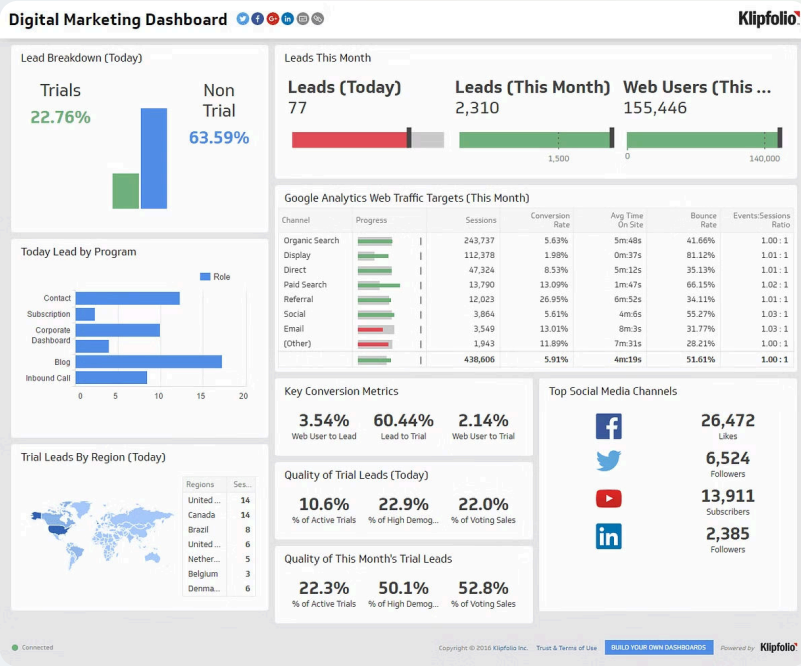 Digital Marketing Dashboard
Klipfolio
Lead Breakdown (Today)
Trials
22.76%
Non
Trial
63.59%
Leads This Month
Leads (Today)
77
Leads (This Month)
2,310
1,500
Web Users (This ...
155,446
0 140,000
Google Analytics Web Traffic Targets (This Month)
Channel Progress Sessions Conversion Rate Avg Time On Site Bounce Rate Events:Sessions Ratio
Organic Search 243,737 5.63% 5m:48s 41.66% 1.00 : 1
Display 112,378 1.98% 0m:37s 81.12% 1.01 : 1
Direct 47,324 8.53% 5m:12s 35.13% 1.01 : 1
Paid Search 13,790 13.09% 1m:47s 66.15% 1.02 : 1
Referral 12,023 26.95% 6m:52s 34.11% 1.01 : 1
Social 3,864 5.61% 4m:6s 55.27% 1.03 : 1
Email 3,549 13.01% 8m:3s 31.77% 1.03 : 1
(Other) 1,943 11.89% 7m:31s 28.21% 1.00 : 1
438,606 5.91% 4m:19s 51.61% 1.00 : 1
Today Lead by Program
Role
Contact
Subscription
Corporate
Dashboard
Blog
Inbound Call
0 5 10 15 20
Key Conversion Metrics
3.54% 60.44% 2.14%
Web User to Lead Lead to Trial Web User to Trial
Top Social Media Channels
26,472
Likes
6,524
Followers
13,911
Subscribers
in
2,385
Followers
Trial Leads By Region (Today)
Regions Ses...
United ... 14
Canada 14
Brazil 8
United ... 6
Nether... 5
Belgium 3
Denma... 6
Quality of Trial Leads (Today)
10.6% 22.9% 22.0%
% of Active Trials % of High Demog... % of Voting Sales
Quality of This Month's Trial Leads
22.3% 50.1% 52.8%
% of Active Trials % of High Demog... % of Voting Sales
Connected
Copyright © 2016 Klipfolio Inc. Trust & Terms of Use BUILD YOUR OWN DASHBOARDS Powered by Klipfolio